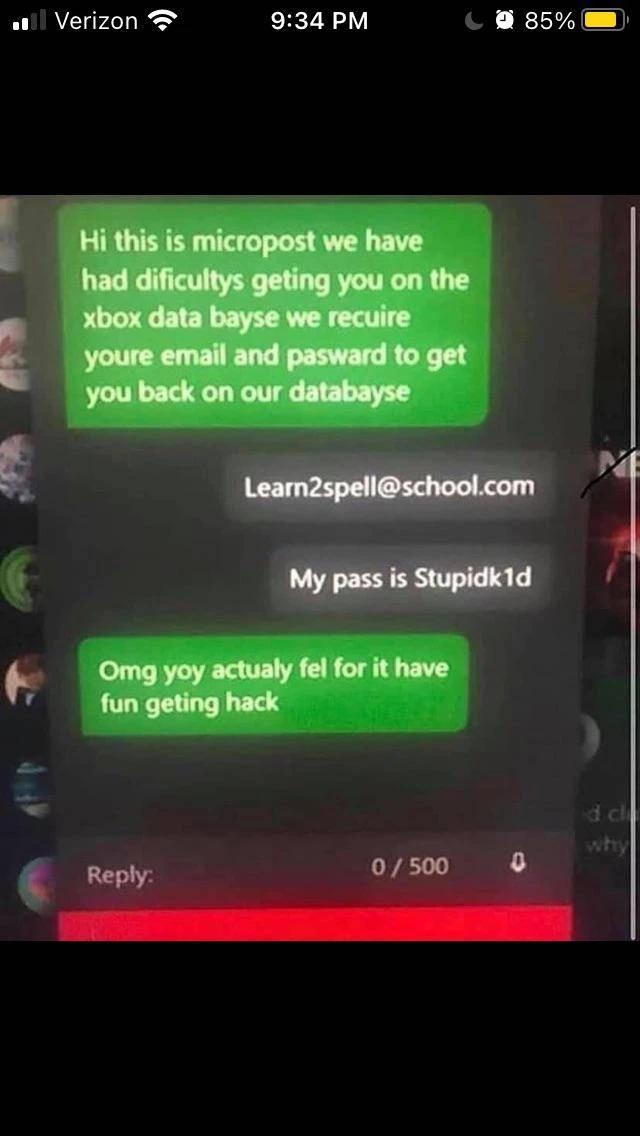 Verizon 9:34 PM 85%
Hi this is micropost we have
had dificultys geting you on the
xbox data bayse we recuire
youre email and pasward to get
you back on our databayse
Learn2spell@school.com
My pass is Stupidk1d
Omg yoy actualy fel for it have
fun geting hack
Reply: 0 / 500
why